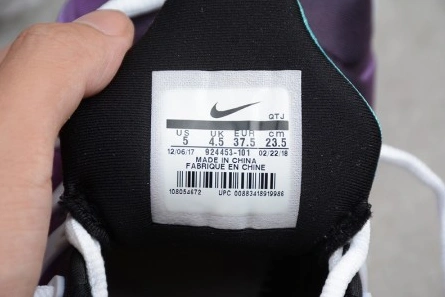 QTJ
US UK EUR cm
5 4.5 37.5 23.5
12/06/17 924453-101 02/22/18
MADE IN CHINA
FABRIQUE EN CHINE
108054672 UPC 00883418919986